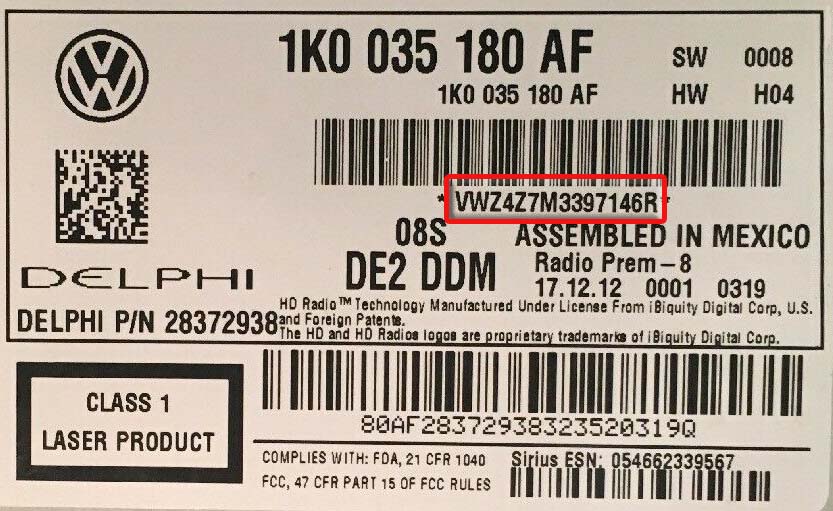 1K0 035 180 AF SW 0008
1K0 035 180 AF HW H04
*VWZ4Z7M3397146R*
08S ASSEMBLED IN MEXICO
DELPHI DE2 DDM Radio Prem-8
17.12.12 0001 0319
DELPHI P/N 28372938
HD Radio™ Technology Manufactured Under License From iBiquity Digital Corp, U.S.
and Foreign Patents.
The HD and HD Radios logos are proprietary trademarks of iBiquity Digital Corp.
CLASS 1
LASER PRODUCT
80AF28372938323520319Q
COMPLIES WITH: FDA, 21 CFR 1040
FCC, 47 CFR PART 15 OF FCC RULES
Sirius ESN: 054662339567